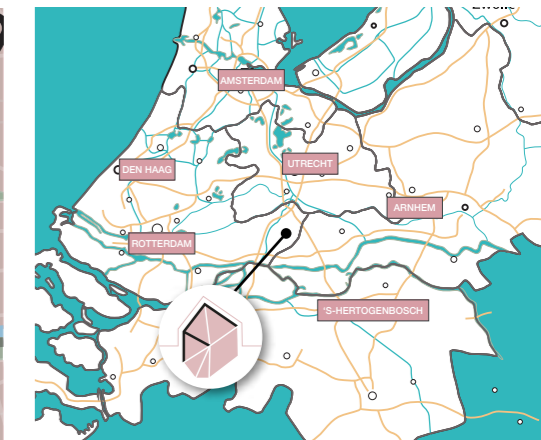 AMSTERDAM
DEN HAAG
UTRECHT
ARNHEM
ROTTERDAM
'S-HERTOGENBOSCH